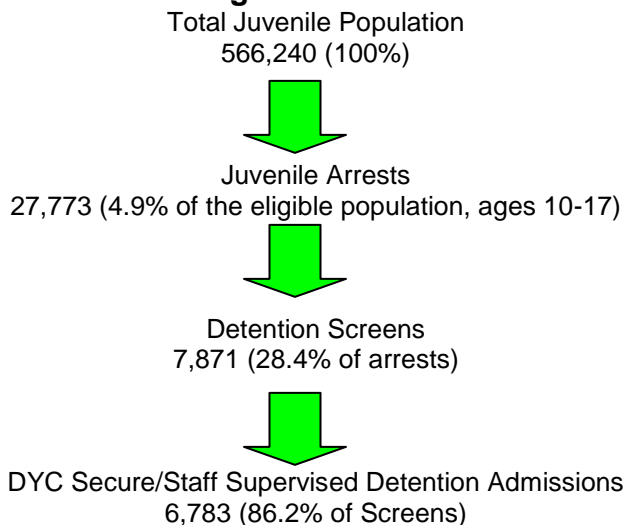 Total Juvenile Population
566,240 (100%)
Juvenile Arrests
27,773 (4.9% of the eligible population, ages 10-17)
Detention Screens
7,871 (28.4% of arrests)
DYC Secure/Staff Supervised Detention Admissions
6,783 (86.2% of Screens)